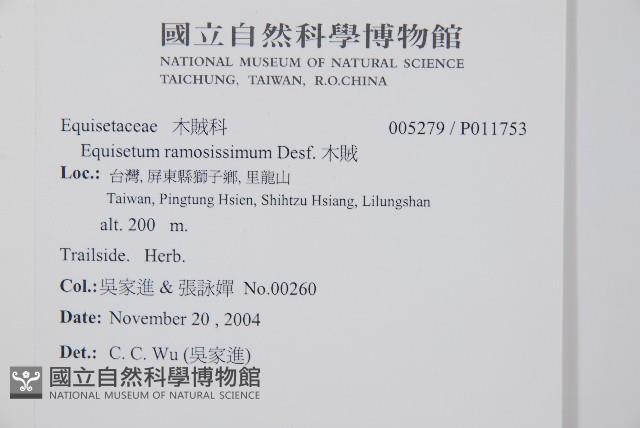 國立自然科學博物館
NATIONAL MUSEUM OF NATURAL SCIENCE
TAICHUNG, TAIWAN, R.O.CHINA
Equisetaceae 木賊科 005279 / P011753
Equisetum ramosissimum Desf. 木賊
Loc.: 台灣, 屏東縣獅子鄉, 里龍山
Taiwan, Pingtung Hsien, Shihtzu Hsiang, Lilungshan
alt. 200 m.
Trailside. Herb.
Col.:吳家進 & 張詠嬋 No.00260
Date: November 20 , 2004
Det.: C. C. Wu (吳家進)
國立自然科學博物館
NATIONAL MUSEUM OF NATURAL SCIENCE